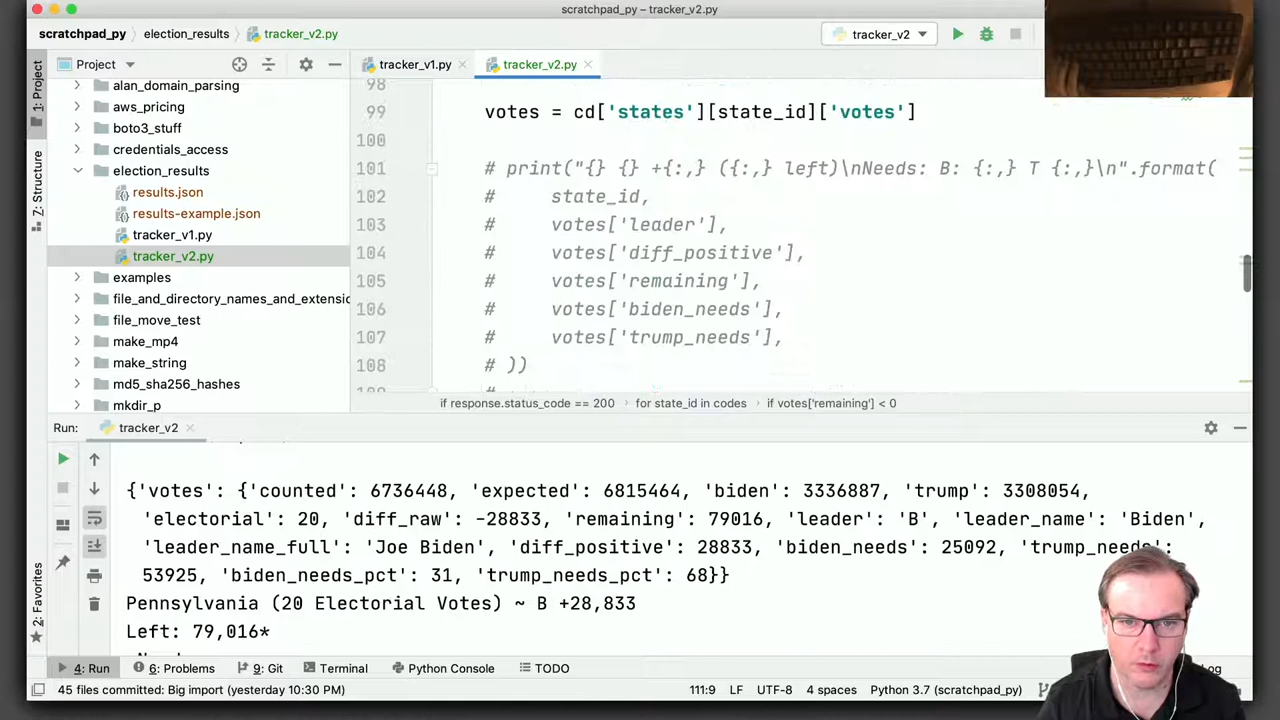 scratchpad_py – tracker_v2.py
scratchpad_py
election_results
tracker_v2.py
tracker_v2
1: Project
Z: Structure
2: Favorites
Project
alan_domain_parsing
aws_pricing
boto3_stuff
credentials_access
election_results
results.json
results-example.json
tracker_v1.py
tracker_v2.py
examples
file_and_directory_names_and_extensio
file_move_test
make_mp4
make_string
md5_sha256_hashes
mkdir_p
tracker_v1.py
tracker_v2.py
98
99 votes = cd['states'][state_id]['votes']
100
101 # print("{} {} +{:,} ({:,} left)\nNeeds: B: {:,} T {:,}\n".format(
102 #     state_id,
103 #     votes['leader'],
104 #     votes['diff_positive'],
105 #     votes['remaining'],
106 #     votes['biden_needs'],
107 #     votes['trump_needs'],
108 # ))
#
if response.status_code == 200
for state_id in codes
if votes['remaining'] < 0
Run:
tracker_v2
{'votes': {'counted': 6736448, 'expected': 6815464, 'biden': 3336887, 'trump': 3308054,
'electorial': 20, 'diff_raw': -28833, 'remaining': 79016, 'leader': 'B', 'leader_name': 'Biden',
'leader_name_full': 'Joe Biden', 'diff_positive': 28833, 'biden_needs': 25092, 'trump_needs':
53925, 'biden_needs_pct': 31, 'trump_needs_pct': 68}}
Pennsylvania (20 Electorial Votes) ~ B +28,833
Left: 79,016*
4: Run
6: Problems
9: Git
Terminal
Python Console
TODO
45 files committed: Big import (yesterday 10:30 PM)
111:9
LF
UTF-8
4 spaces
Python 3.7 (scratchpad_py)